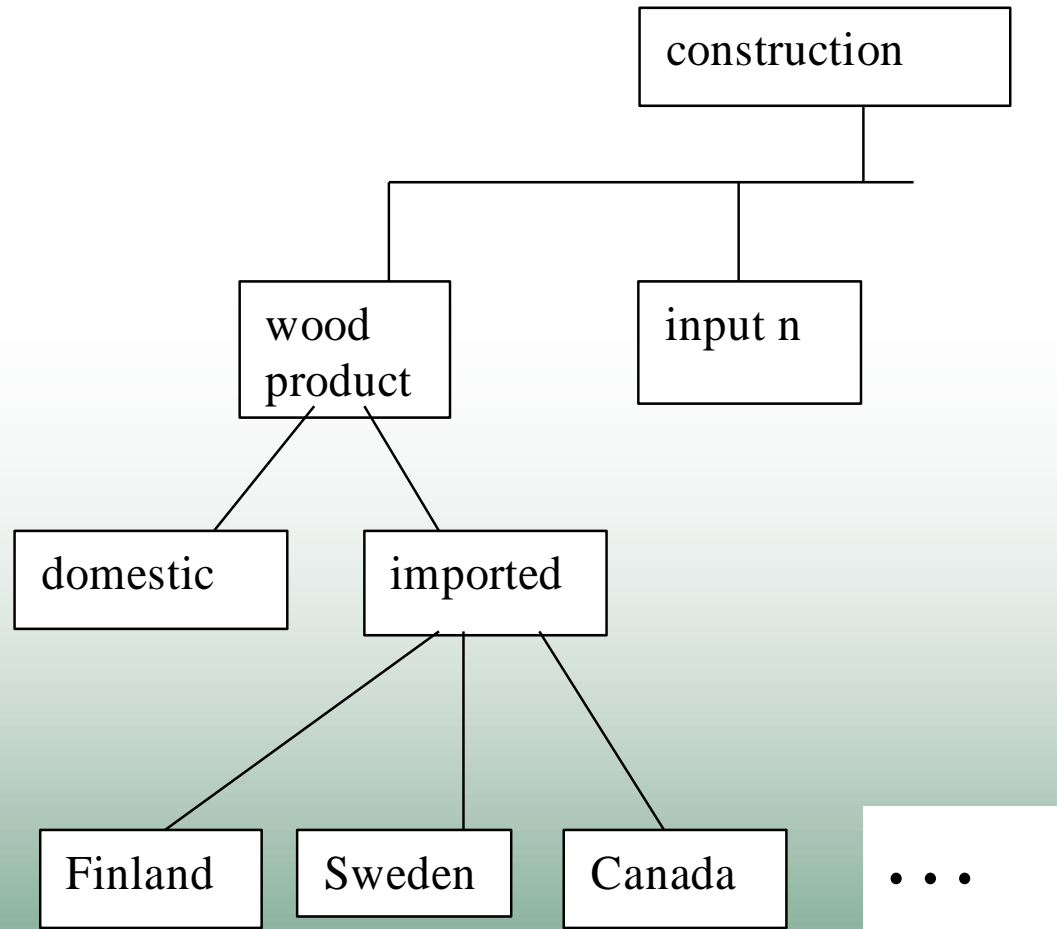 construction
wood
product
input n
domestic
imported
Finland
Sweden
Canada
. . .